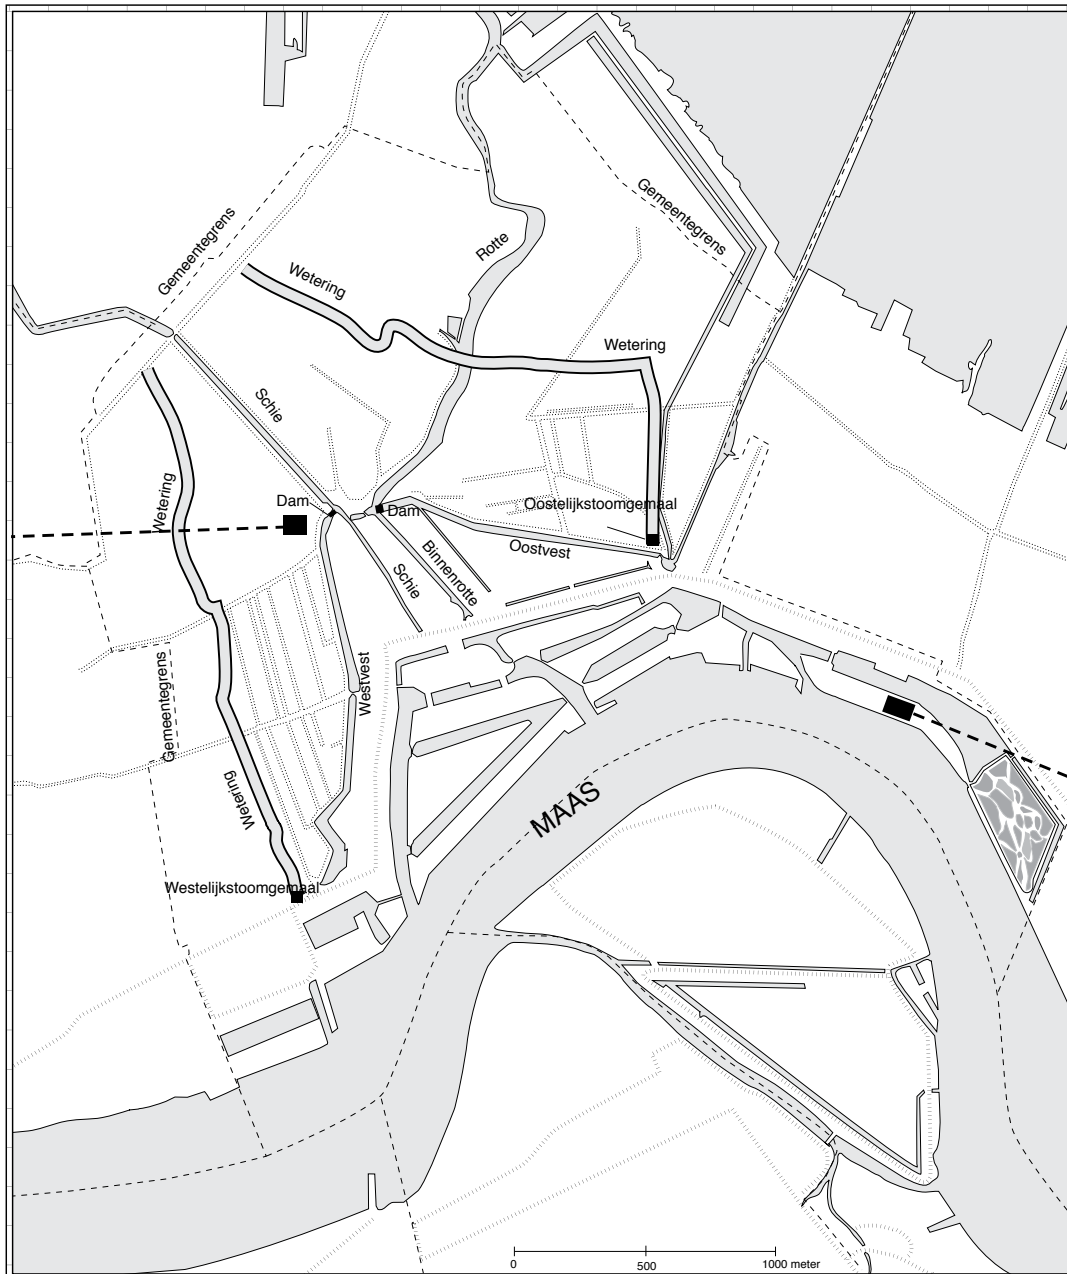 Gemeentegrens
Gemeentegrens
Rotte
Wetering
Wetering
Schie
Wetering
Dam
Dam
Oostelijkstoomgemaal
Oostvest
Binnenrotte
Schie
Westvest
Gemeentegrens
Wetering
MAAS
Westelijkstoomgemaal
0
500
1000 meter